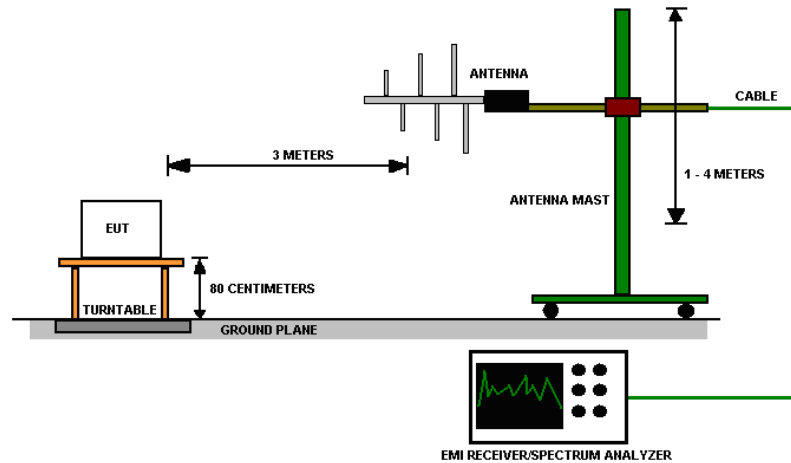 ANTENNA
CABLE
3 METERS
1 - 4 METERS
ANTENNA MAST
EUT
80 CENTIMETERS
TURNTABLE
GROUND PLANE
EMI RECEIVER/SPECTRUM ANALYZER